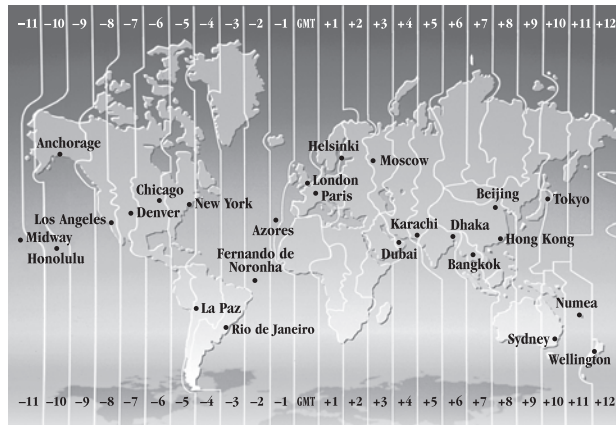 −11 −10 −9 −8 −7 −6 −5 −4 −3 −2 −1 GMT +1 +2 +3 +4 +5 +6 +7 +8 +9 +10 +11 +12
Anchorage
Helsinki
Moscow
London
Paris
Chicago
New York
Denver
Los Angeles
Beijing
Tokyo
Azores
Karachi
Dhaka
Midway
Honolulu
Hong Kong
Dubai
Bangkok
Fernando de
Noronha
La Paz
Rio de Janeiro
Numea
Sydney
Wellington
−11 −10 −9 −8 −7 −6 −5 −4 −3 −2 −1 GMT +1 +2 +3 +4 +5 +6 +7 +8 +9 +10 +11 +12